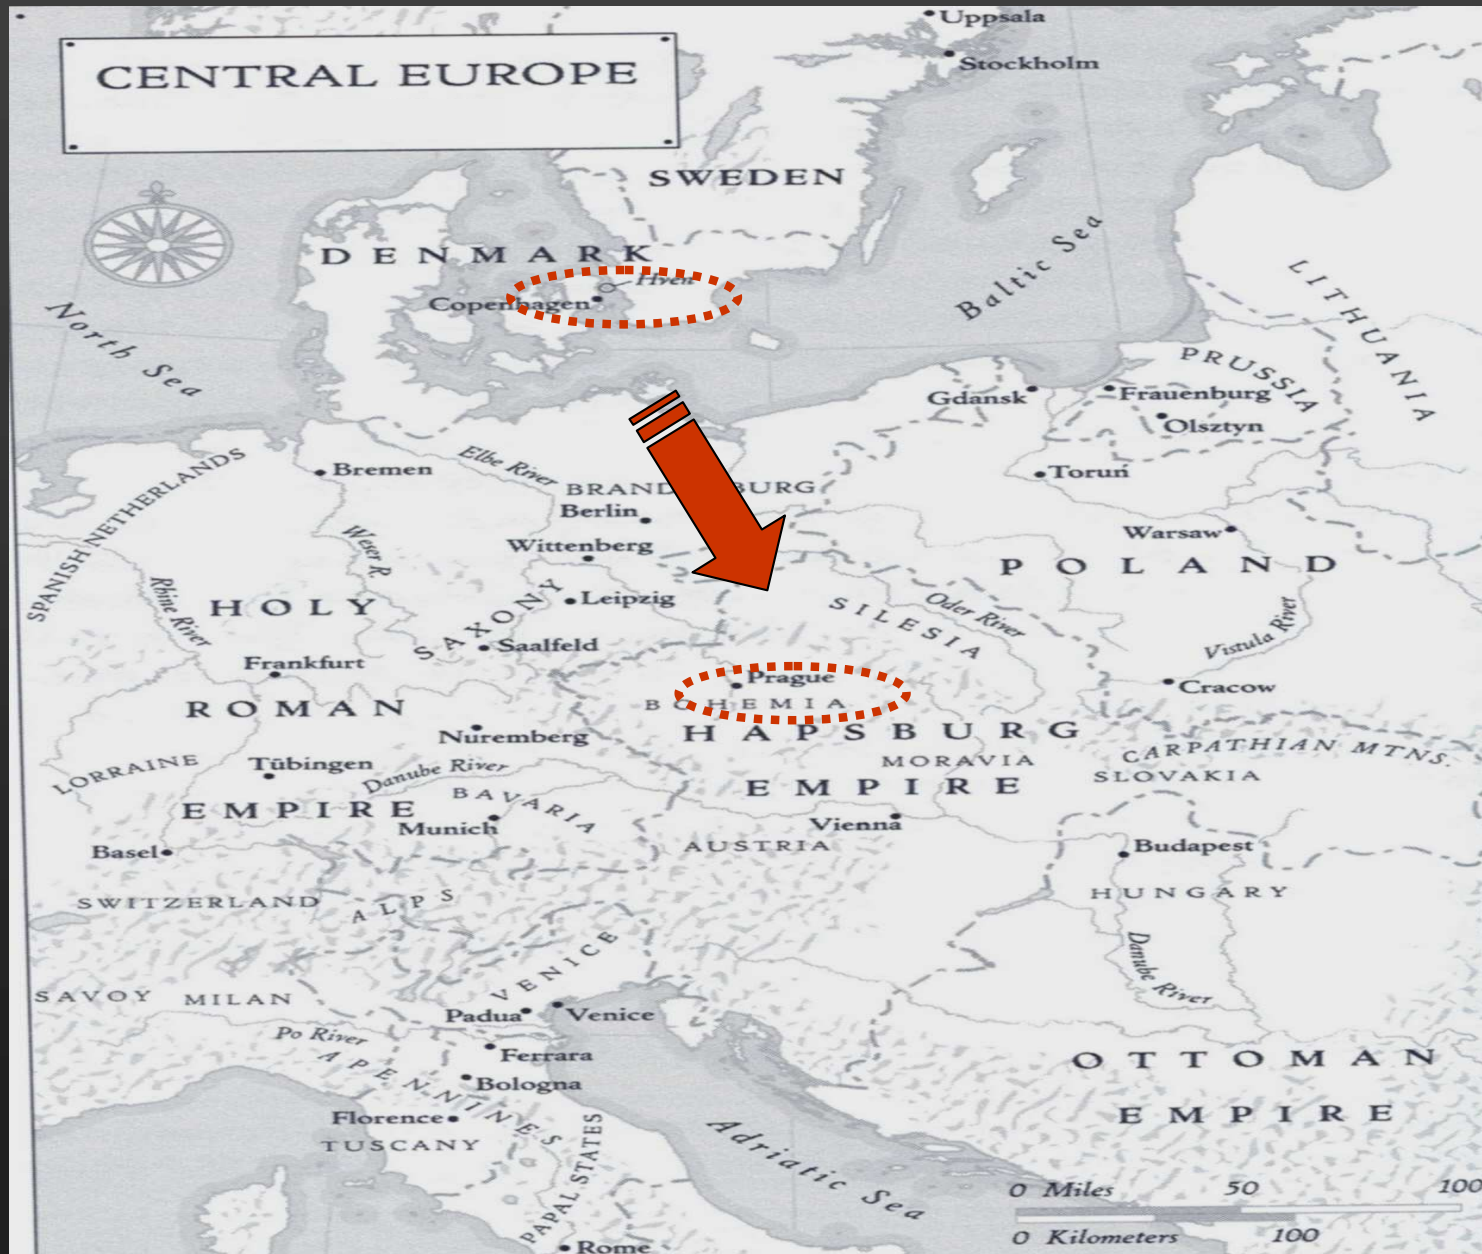 CENTRAL EUROPE
Uppsala
Stockholm
SWEDEN
DENMARK
Hven
Copenhagen
North Sea
Baltic Sea
LITHUANIA
PRUSSIA
Gdansk
Frauenburg
Olsztyn
Toruń
SPANISH NETHERLANDS
Bremen
Elbe River
BRAND BURG
Berlin
Weser R.
Wittenberg
Warsaw
POLAND
Rhine River
HOLY
SAXONY
Leipzig
SILESIA
Oder River
Vistula River
Saalfeld
Frankfurt
Prague
Cracow
ROMAN
BOHEMIA
Nuremberg
HAPSBURG
CARPATHIAN MTNS.
LORRAINE
Tübingen
Danube River
MORAVIA
SLOVAKIA
EMPIRE
BAVARIA
EMPIRE
Munich
Vienna
Basel
AUSTRIA
Budapest
SWITZERLAND
ALPS
HUNGARY
VENICE
Danube River
SAVOY
MILAN
Padua
Venice
Po River
APENNINES
Ferrara
OTTOMAN
Bologna
Florence
EMPIRE
TUSCANY
PAPAL STATES
Adriatic Sea
Rome
0 Miles 50 100
0 Kilometers 100